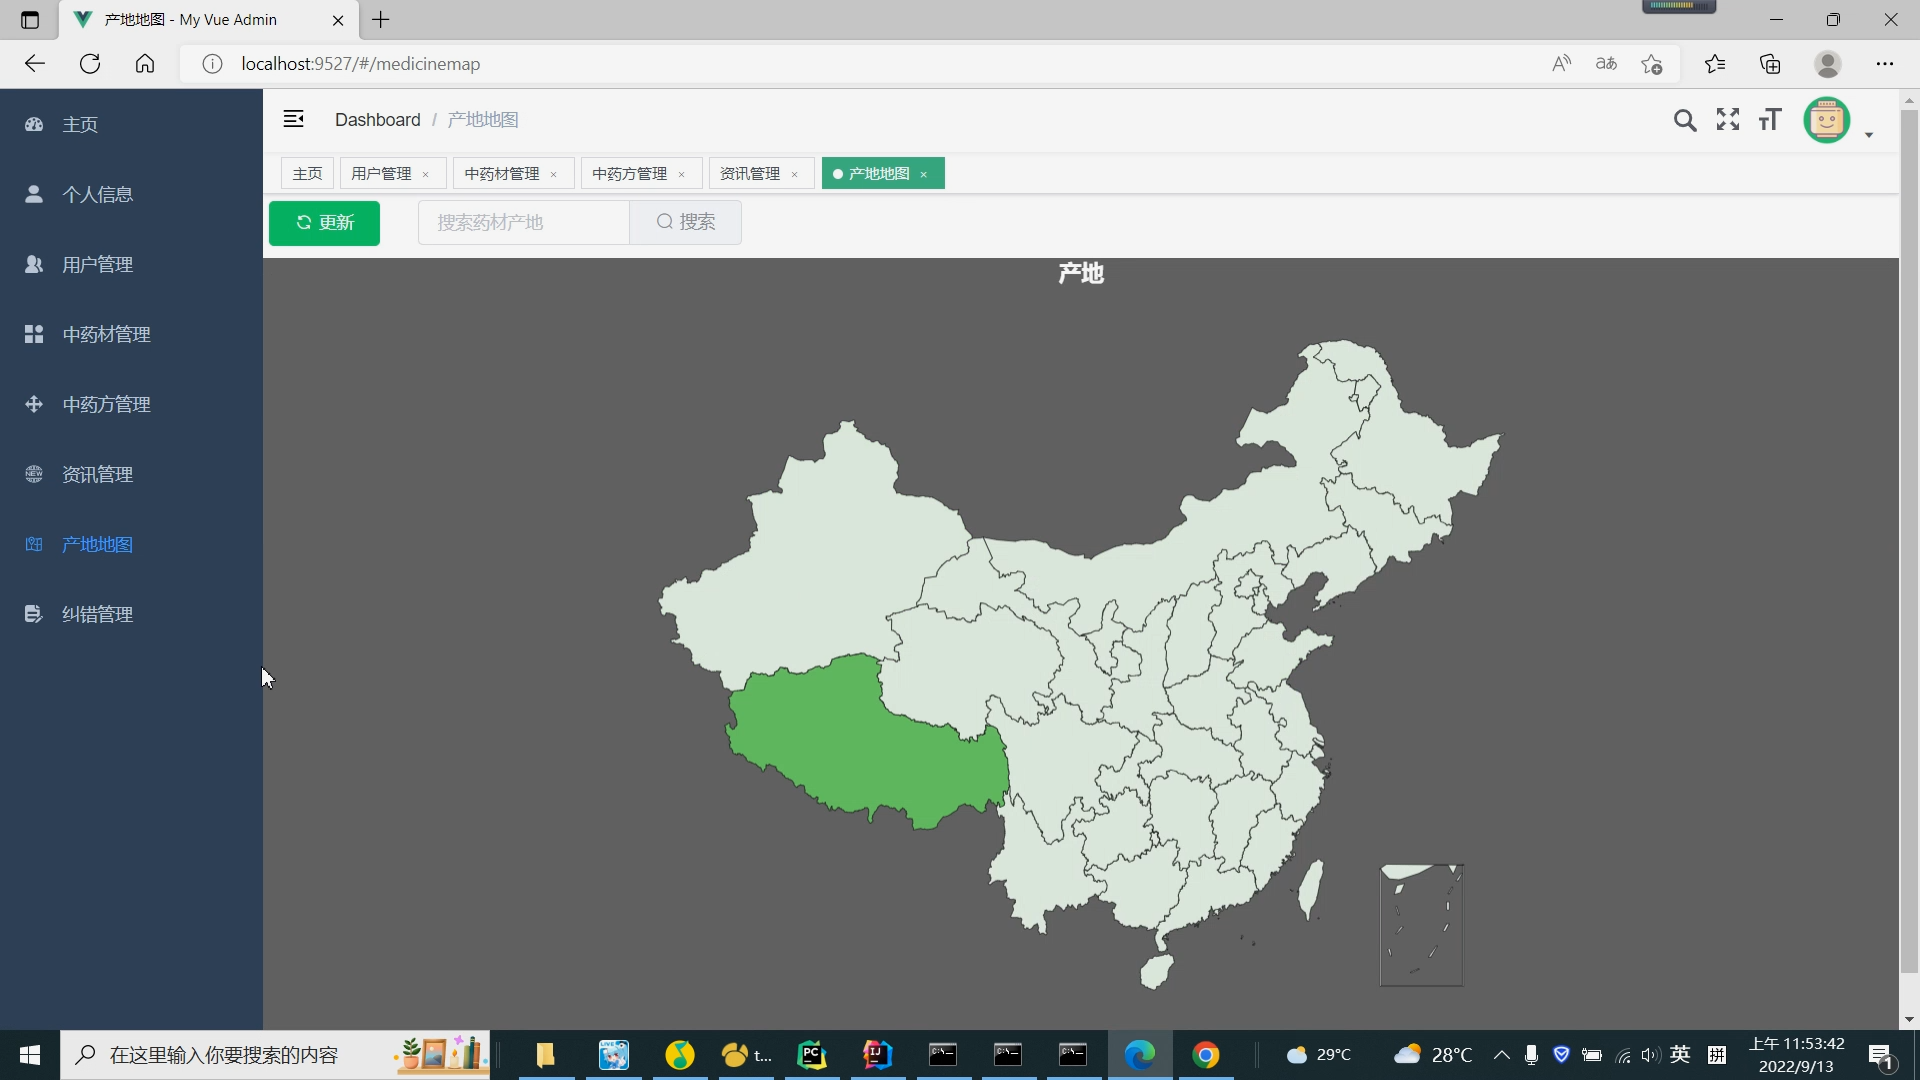 产地地图 - My Vue Admin
localhost:9527/#/medicinemap
主页
个人信息
用户管理
中药材管理
中药方管理
资讯管理
产地地图
纠错管理
Dashboard / 产地地图
主页 用户管理 × 中药材管理 × 中药方管理 × 资讯管理 × 产地地图 ×
更新 搜索药材产地 搜索
产地
在这里输入你要搜索的内容
t...
29°C
28°C
英
拼
上午 11:53:42
2022/9/13
1